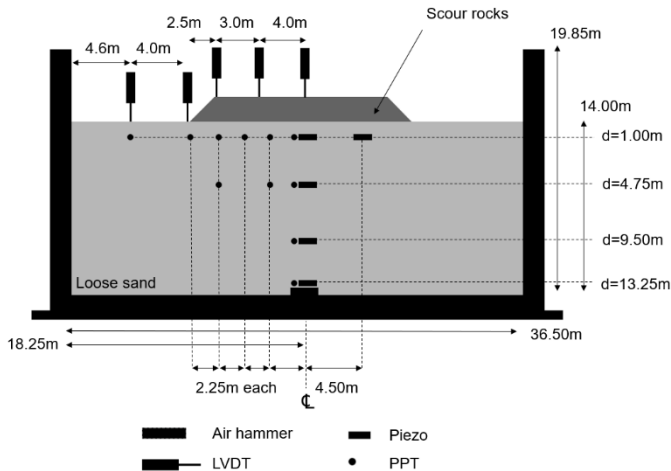 Scour rocks
2.5m
3.0m
4.0m
19.85m
4.6m
4.0m
14.00m
d=1.00m
d=4.75m
d=9.50m
Loose sand
d=13.25m
36.50m
18.25m
2.25m each
4.50m
℄
Air hammer
Piezo
LVDT
PPT